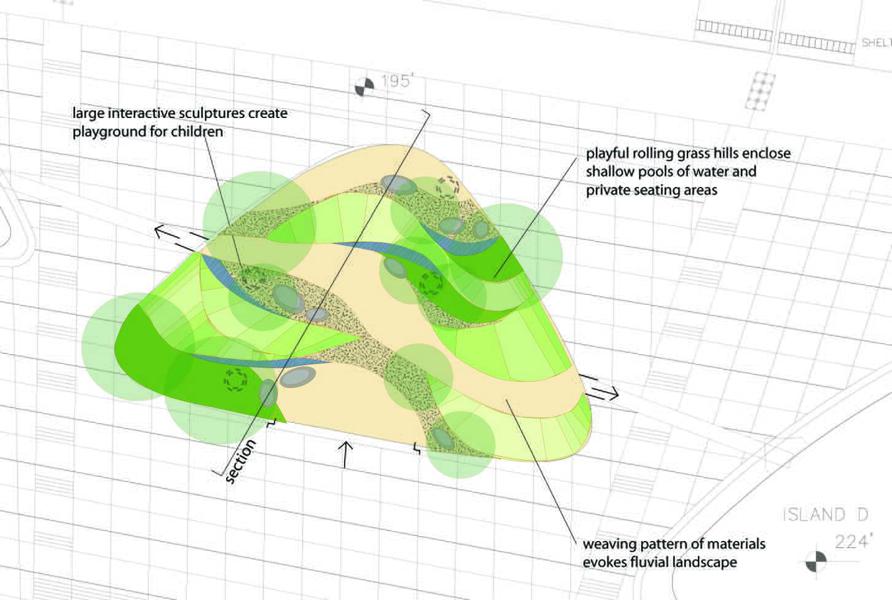 SHELT
195'
large interactive sculptures create
playground for children
playful rolling grass hills enclose
shallow pools of water and
private seating areas
section
ISLAND D
224'
weaving pattern of materials
evokes fluvial landscape